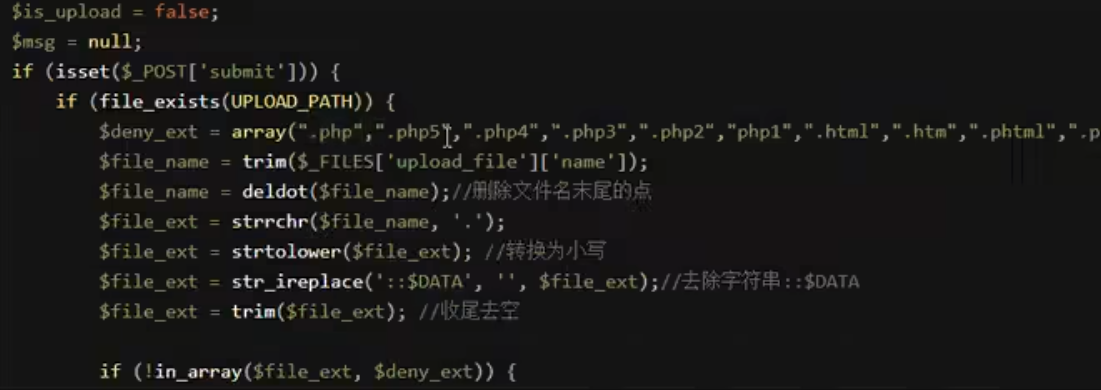 $is_upload = false;
$msg = null;
if (isset($_POST['submit'])) {
if (file_exists(UPLOAD_PATH)) {
$deny_ext = array(".php",".php5",".php4",".php3",".php2","php1",".html",".htm",".phtml",".p
$file_name = trim($_FILES['upload_file']['name']);
$file_name = deldot($file_name);//删除文件名末尾的点
$file_ext = strrchr($file_name, '.');
$file_ext = strtolower($file_ext); //转换为小写
$file_ext = str_ireplace('::$DATA', '', $file_ext);//去除字符串::$DATA
$file_ext = trim($file_ext); //收尾去空
if (!in_array($file_ext, $deny_ext)) {